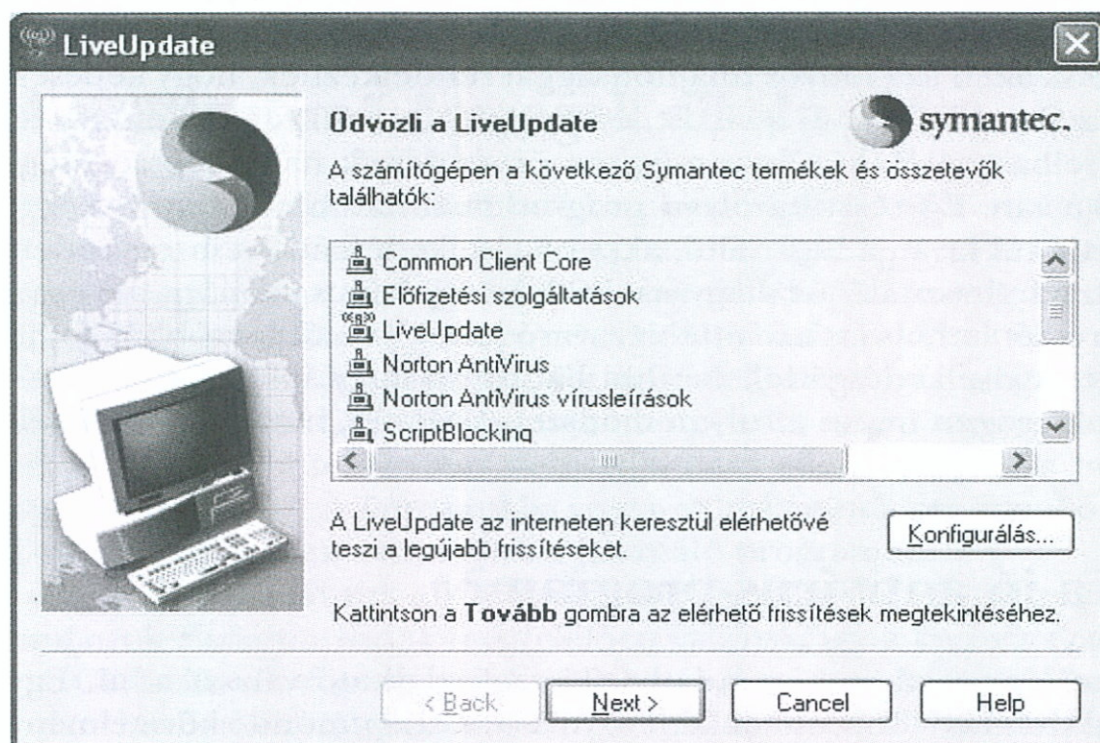 LiveUpdate
Üdvözli a LiveUpdate
symantec.
A számítógépen a következő Symantec termékek és összetevők
találhatók:
Common Client Core
Előfizetési szolgáltatások
LiveUpdate
Norton AntiVirus
Norton AntiVirus vírusleírások
ScriptBlocking
A LiveUpdate az interneten keresztül elérhetővé
teszi a legújabb frissítéseket.
Konfigurálás...
Kattintson a Tovább gombra az elérhető frissítések megtekintéséhez.
< Back
Next >
Cancel
Help